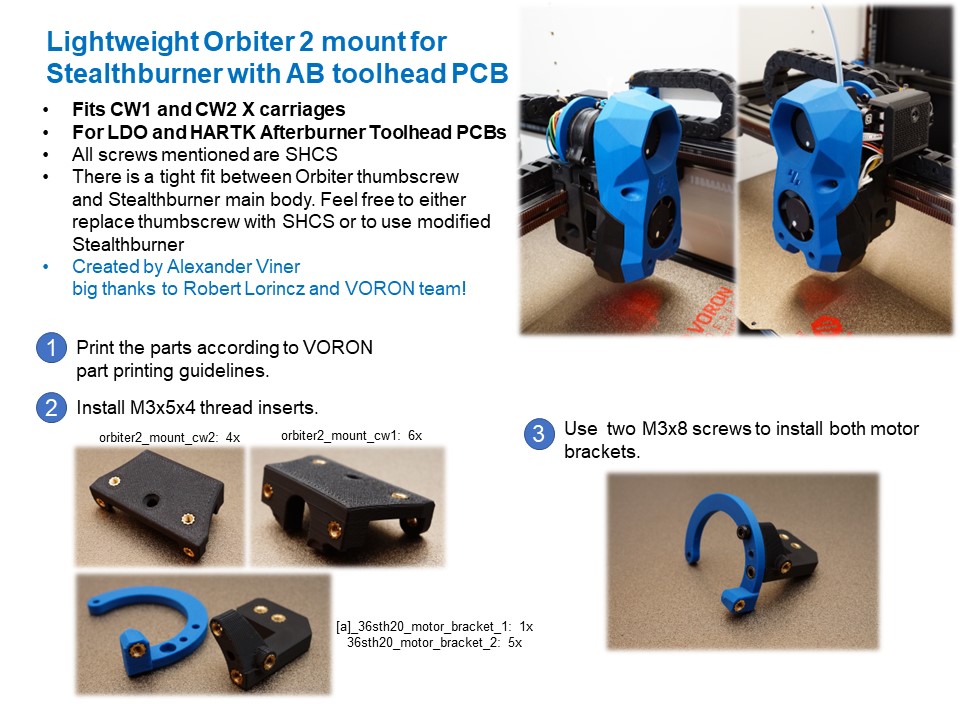 Lightweight Orbiter 2 mount for
Stealthburner with AB toolhead PCB
• Fits CW1 and CW2 X carriages
• For LDO and HARTK Afterburner Toolhead PCBs
• All screws mentioned are SHCS
• There is a tight fit between Orbiter thumbscrew
and Stealthburner main body. Feel free to either
replace thumbscrew with SHCS or to use modified
Stealthburner
• Created by Alexander Viner
big thanks to Robert Lorincz and VORON team!
VORON
1 Print the parts according to VORON
part printing guidelines.
2 Install M3x5x4 thread inserts.
orbiter2_mount_cw2: 4x
orbiter2_mount_cw1: 6x
[a]_36sth20_motor_bracket_1: 1x
36sth20_motor_bracket_2: 5x
3 Use two M3x8 screws to install both motor
brackets.